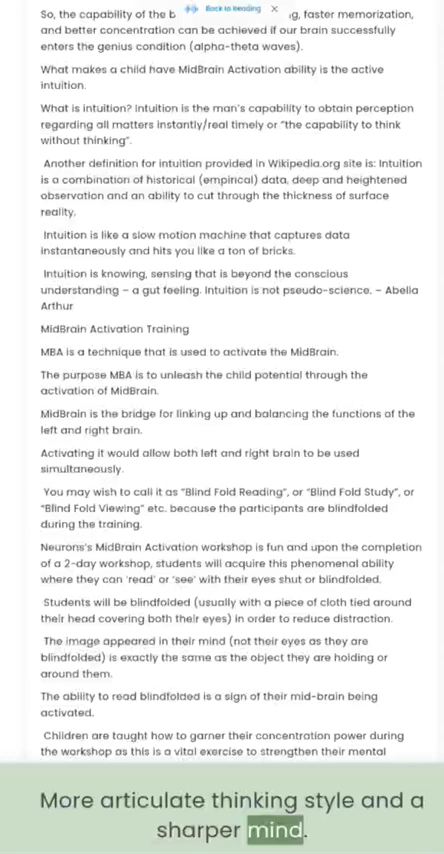 So, the capability of the b
Back to heading
g, faster memorization,
and better concentration can be achieved if our brain successfully
enters the genius condition (alpha-theta waves).
What makes a child have MidBrain Activation ability is the active
intuition.
What is intuition? Intuition is the man's capability to obtain perception
regarding all matters instantly/real timely or "the capability to think
without thinking".
Another definition for intuition provided in Wikipedia.org site is: Intuition
is a combination of historical (empirical) data, deep and heightened
observation and an ability to cut through the thickness of surface
reality.
Intuition is like a slow motion machine that captures data
instantaneously and hits you like a ton of bricks.
Intuition is knowing, sensing that is beyond the conscious
understanding – a gut feeling. Intuition is not pseudo-science. – Abella
Arthur
MidBrain Activation Training
MBA is a technique that is used to activate the MidBrain.
The purpose MBA is to unleash the child potential through the
activation of MidBrain.
MidBrain is the bridge for linking up and balancing the functions of the
left and right brain.
Activating it would allow both left and right brain to be used
simultaneously.
You may wish to call it as "Blind Fold Reading", or "Blind Fold Study", or
"Blind Fold Viewing" etc. because the participants are blindfolded
during the training.
Neurons's MidBrain Activation workshop is fun and upon the completion
of a 2-day workshop, students will acquire this phenomenal ability
where they can 'read' or 'see' with their eyes shut or blindfolded.
Students will be blindfolded (usually with a piece of cloth tied around
their head covering both their eyes) in order to reduce distraction.
The image appeared in their mind (not their eyes as they are
blindfolded) is exactly the same as the object they are holding or
around them.
The ability to read blindfolded is a sign of their mid-brain being
activated.
Children are taught how to garner their concentration power during
the workshop as this is a vital exercise to strengthen their mental
More articulate thinking style and a
sharper mind.